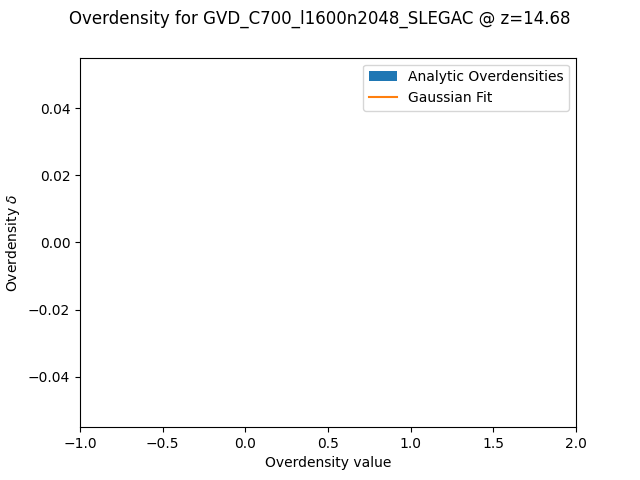 Overdensity for GVD_C700_l1600n2048_SLEGAC @ z=14.68
Analytic Overdensities
Gaussian Fit
0.04
0.02
0.00
−0.02
−0.04
Overdensity δ
−1.0 −0.5 0.0 0.5 1.0 1.5 2.0
Overdensity value